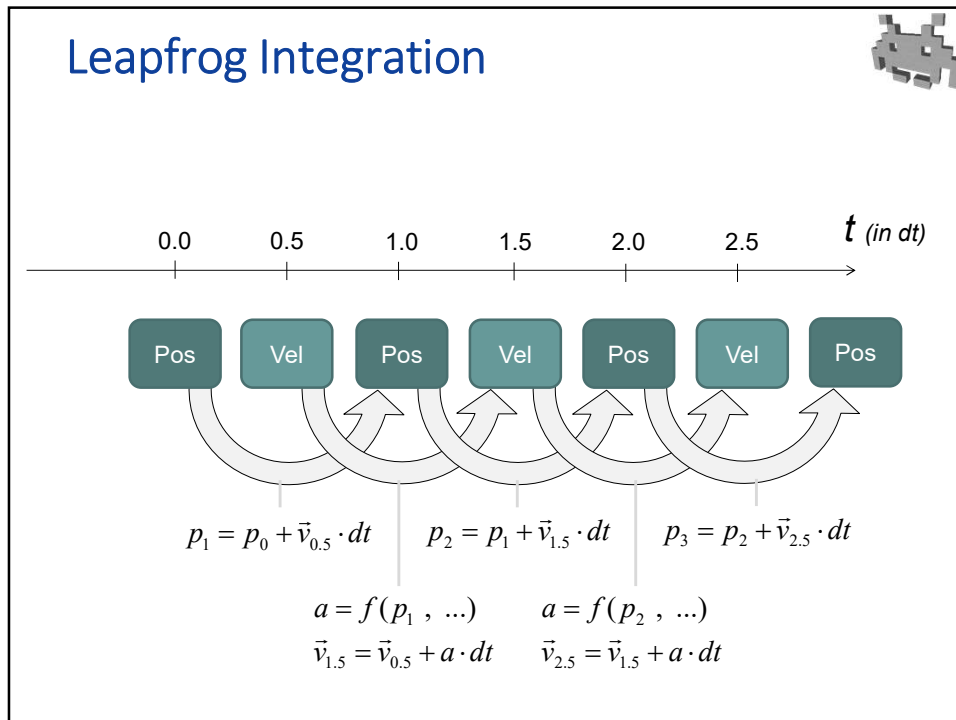 Leapfrog Integration
0.0 0.5 1.0 1.5 2.0 2.5 t (in dt)
Pos Vel Pos Vel Pos Vel Pos
p₁ = p₀ + v⃗₀.₅ · dt p₂ = p₁ + v⃗₁.₅ · dt p₃ = p₂ + v⃗₂.₅ · dt
a = f(p₁ , ...) a = f(p₂ , ...)
v⃗₁.₅ = v⃗₀.₅ + a · dt v⃗₂.₅ = v⃗₁.₅ + a · dt